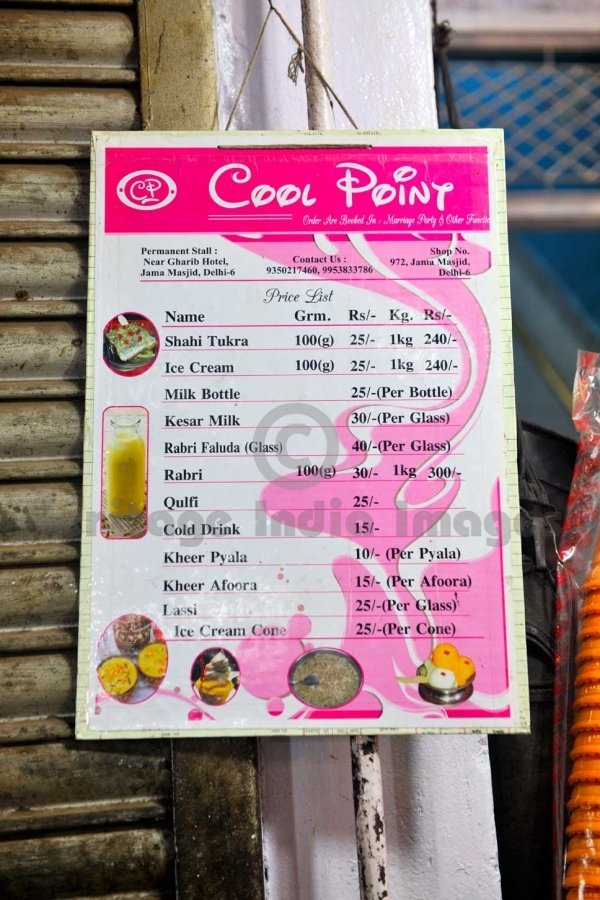 CP
Cool Point
Order Are Booked In : Marriage Party & Other Functio
Permanent Stall :
Near Gharib Hotel,
Jama Masjid, Delhi-6
Contact Us :
9350217460, 9953833786
Shop No.
972, Jama Masjid,
Delhi-6
Price List
Name Grm. Rs/- Kg. Rs/-
Shahi Tukra 100(g) 25/- 1kg 240/-
Ice Cream 100(g) 25/- 1kg 240/-
Milk Bottle 25/-(Per Bottle)
Kesar Milk 30/-(Per Glass)
Rabri Faluda (Glass) 40/-(Per Glass)
Rabri 100(g) 30/- 1kg 300/-
Qulfi 25/-
Cold Drink 15/-
Kheer Pyala 10/- (Per Pyala)
Kheer Afoora 15/- (Per Afoora)
Lassi 25/-(Per Glass)
Ice Cream Cone 25/-(Per Cone)
©
India